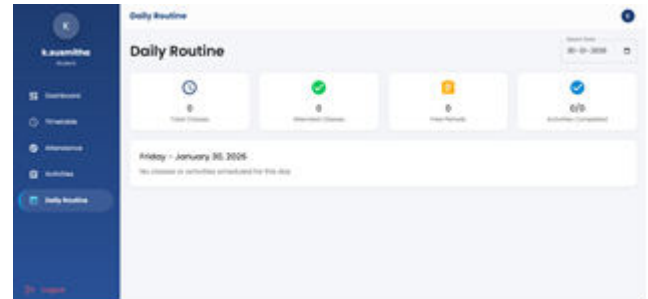 K
k.susmitha
Student
Dashboard
Timetable
Attendance
Activities
Daily Routine
Logout
Daily Routine
K
Daily Routine
Select Date
30-01-2026
0
Total Classes
0
Attended Classes
0
Free Periods
0/0
Activities Completed
Friday - January 30, 2026
No classes or activities scheduled for this day